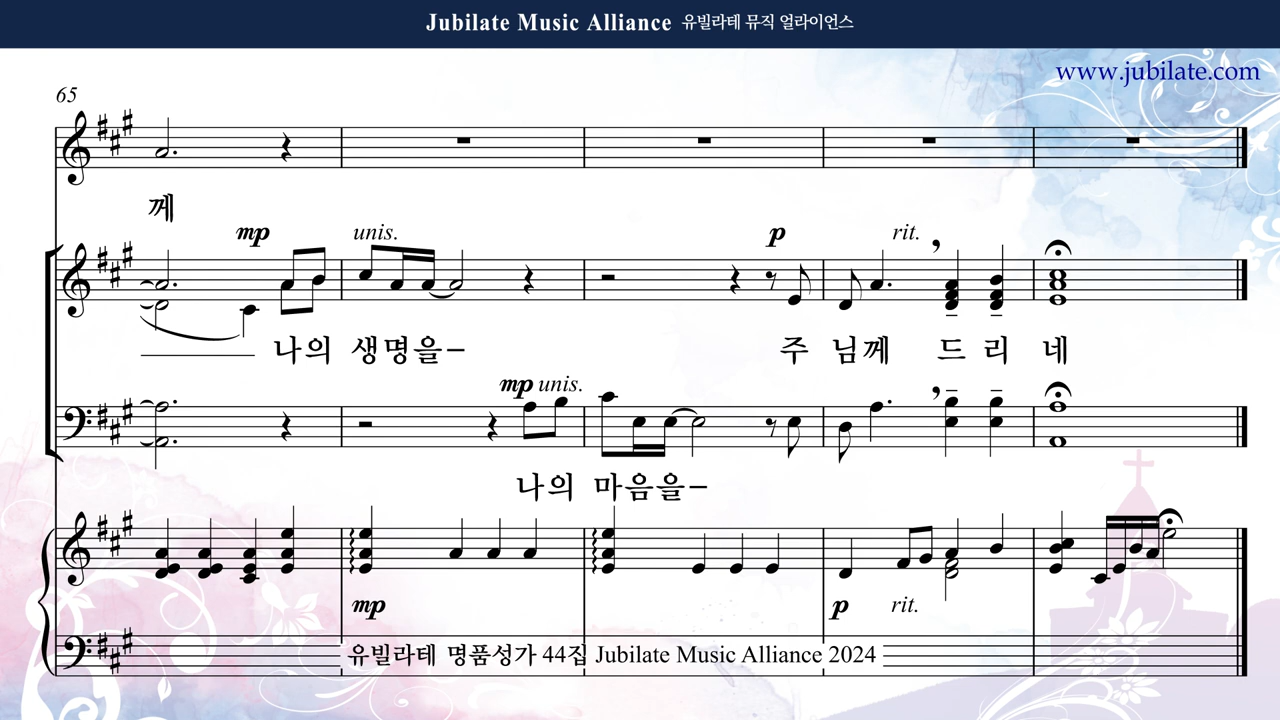 Jubilate Music Alliance 유빌라테 뮤직 얼라이언스
www.jubilate.com
65
께
mp unis. p rit.
나의 생명을- 주 님께 드 리 네
mp unis.
나의 마음을-
mp p rit.
유빌라테 명품성가 44집 Jubilate Music Alliance 2024